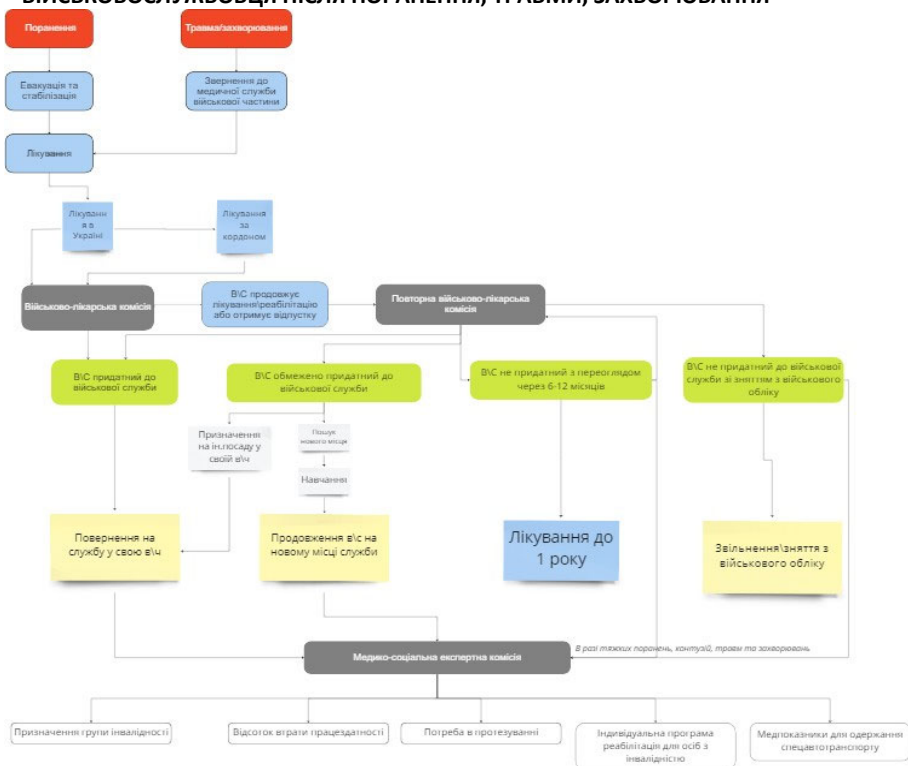 ВІЙСЬКОВОСЛУЖБОВЦЯ ПІСЛЯ ПОРАНЕННЯ, ТРАВМИ, ЗАХВОРЮВАННЯ
Поранення
Травма/захворювання
Евакуація та
стабілізація
Звернення до
медичної служби
військової частини
Лікування
Лікуванн
я в
Україні
Лікування
за
кордоном
Військово-лікарська комісія
В\С продовжує
лікування\реабілітацію
або отримує відпустку
Повторна військово-лікарська
комісія
В\С придатний до
військової служби
В\С обмежено придатний до
військової служби
В\С не придатний з переоглядом
через 6-12 місяців
В\С не придатний до військової
служби зі зняттям з військового
обліку
Призначення
на ін.посаду у
своїй в\ч
Пошук
нового місця
Навчання
Повернення на
службу у свою в\ч
Продовження в\с на
новому місці служби
Лікування до
1 року
Звільнення\зняття з
військового обліку
Медико-соціальна експертна комісія
В разі тяжких поранень, контузій, травм та захворювань
Призначення групи інвалідності
Відсоток втрати працездатності
Потреба в протезуванні
Індивідуальна програма
реабілітація для осіб з
інвалідністю
Медпоказники для одержання
спецавтотранспорту